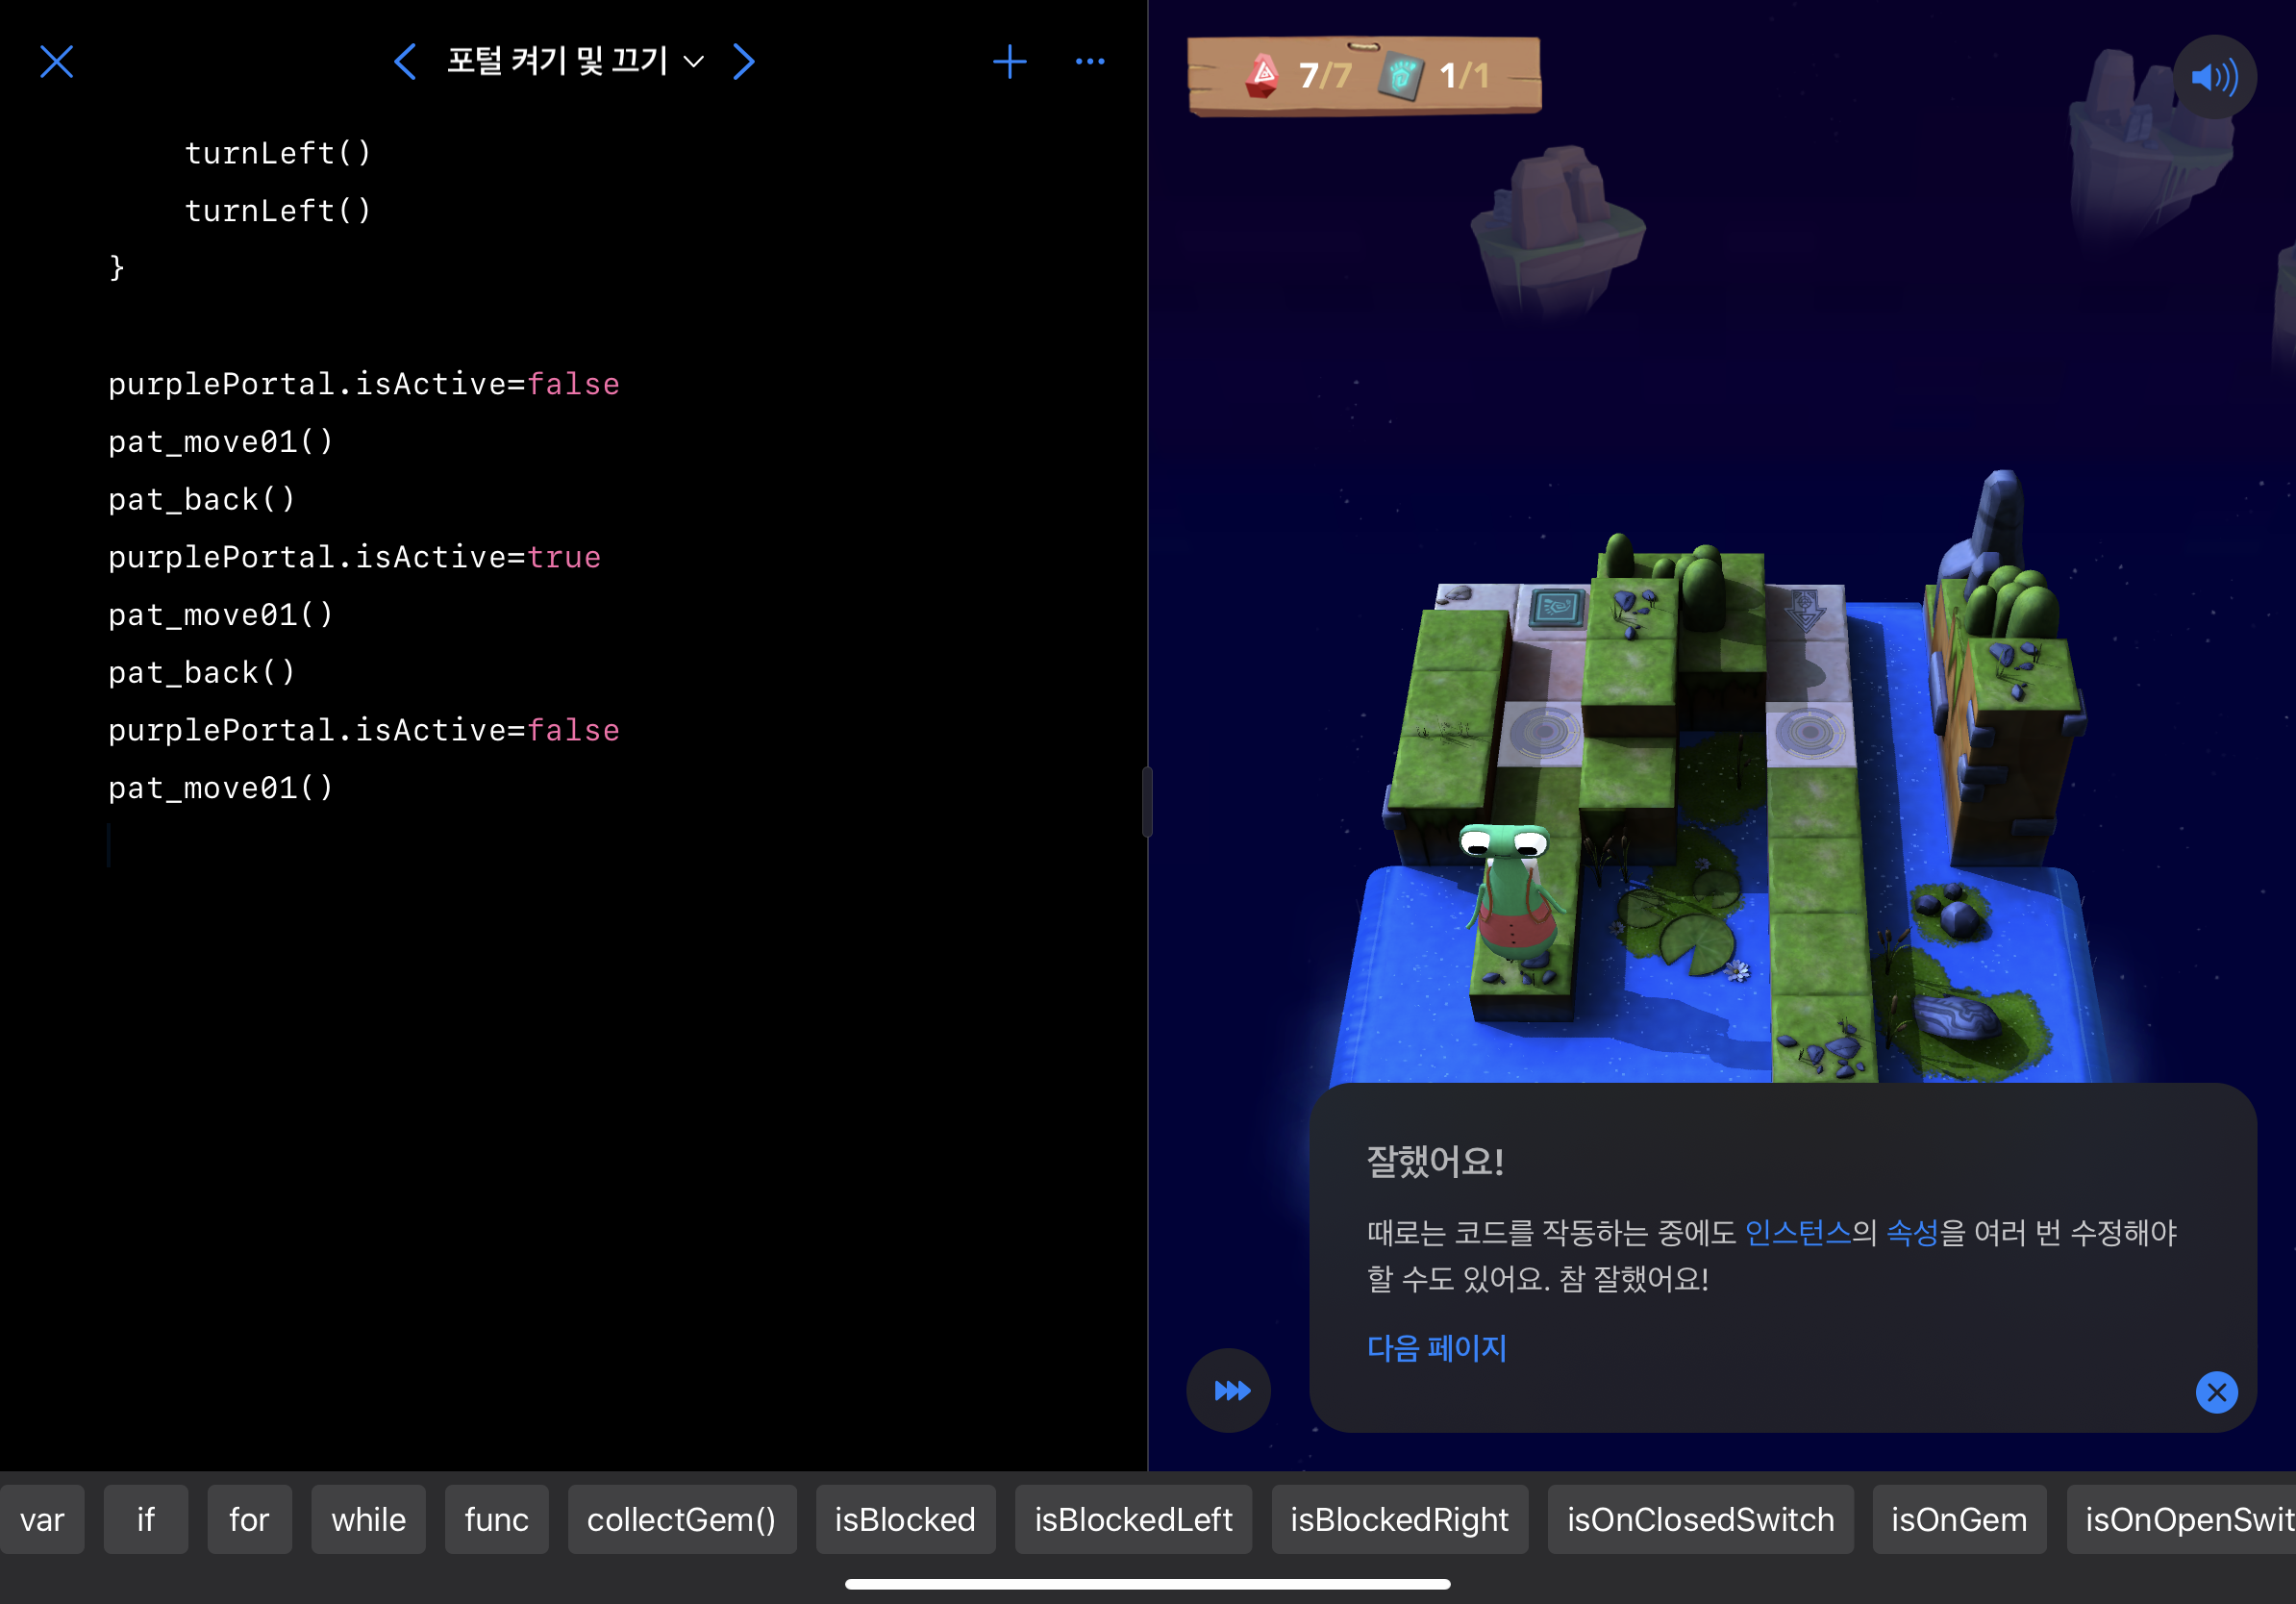 포털 켜기 및 끄기
turnLeft()
turnLeft()
}
purplePortal.isActive=false
pat_move01()
pat_back()
purplePortal.isActive=true
pat_move01()
pat_back()
purplePortal.isActive=false
pat_move01()
7/7 1/1
잘했어요!
때로는 코드를 작동하는 중에도 인스턴스의 속성을 여러 번 수정해야
할 수도 있어요. 참 잘했어요!
다음 페이지
var if for while func collectGem() isBlocked isBlockedLeft isBlockedRight isOnClosedSwitch isOnGem isOnOpenSwit